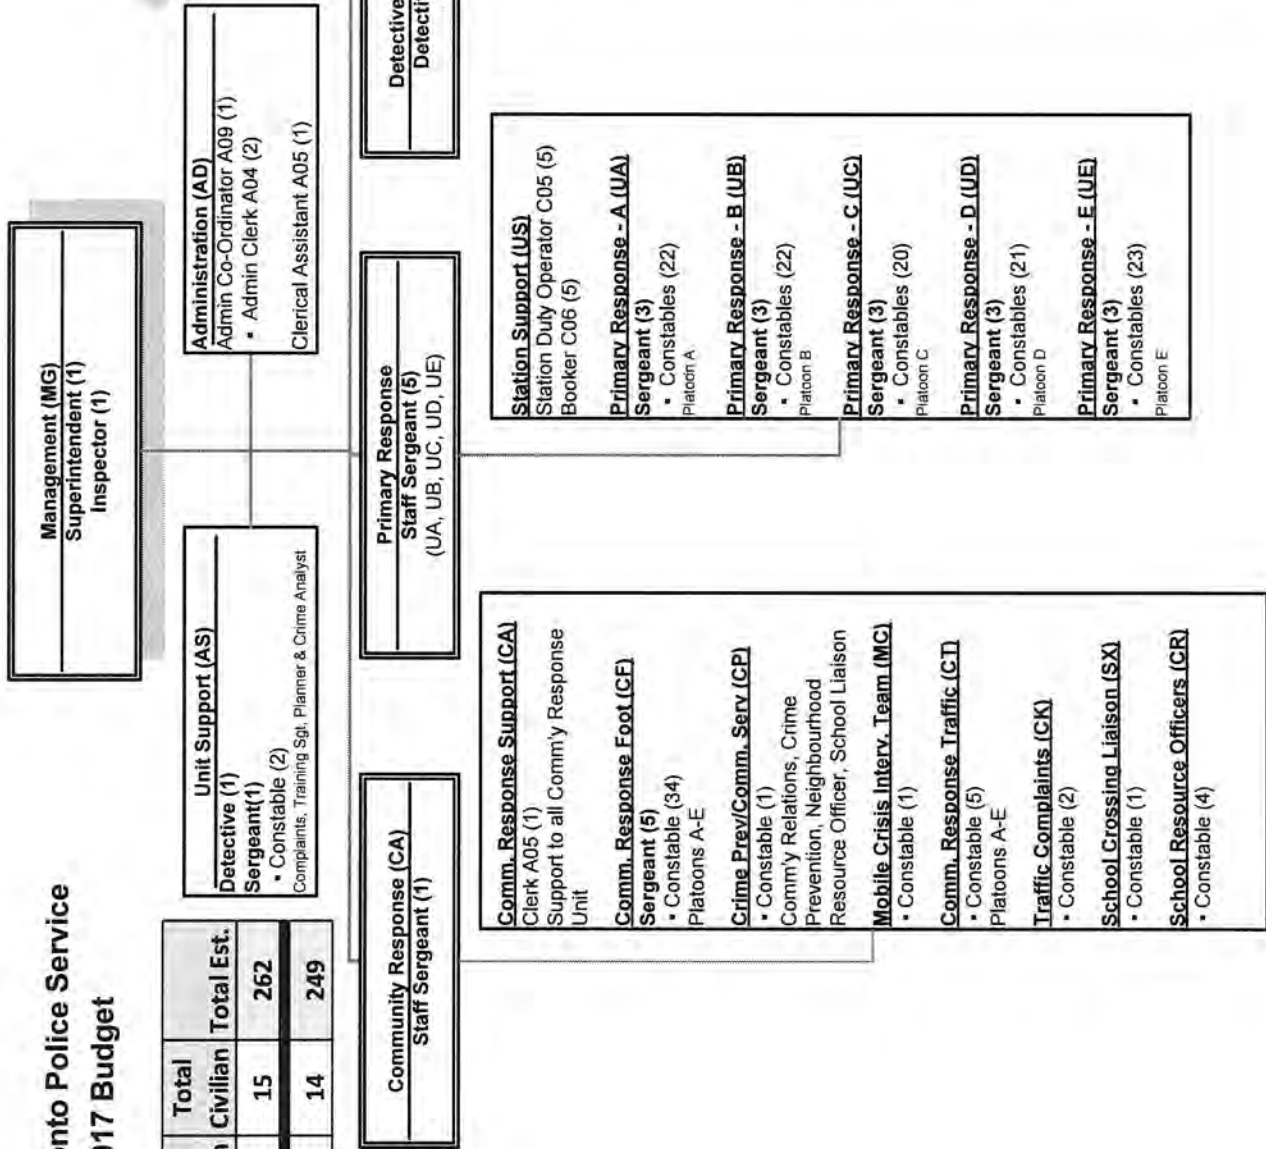 onto Police Service
017 Budget
Total
Civilian Total Est.
15 262
14 249
Management (MG)
Superintendent (1)
Inspector (1)
Unit Support (AS)
Detective (1)
Sergeant(1)
• Constable (2)
Complaints, Training Sgt, Planner & Crime Analyst
Administration (AD)
Admin Co-Ordinator A09 (1)
• Admin Clerk A04 (2)
Clerical Assistant A05 (1)
Community Response (CA)
Staff Sergeant (1)
Primary Response
Staff Sergeant (5)
(UA, UB, UC, UD, UE)
Detective
Detecti
Comm. Response Support (CA)
Clerk A05 (1)
Support to all Comm'y Response
Unit
Comm. Response Foot (CF)
Sergeant (5)
• Constable (34)
Platoons A-E
Crime Prev/Comm. Serv (CP)
• Constable (1)
Comm'y Relations, Crime
Prevention, Neighbourhood
Resource Officer, School Liaison
Mobile Crisis Interv. Team (MC)
• Constable (1)
Comm. Response Traffic (CT)
• Constable (5)
Platoons A-E
Traffic Complaints (CK)
• Constable (2)
School Crossing Liaison (SX)
• Constable (1)
School Resource Officers (CR)
• Constable (4)
Station Support (US)
Station Duty Operator C05 (5)
Booker C06 (5)
Primary Response - A (UA)
Sergeant (3)
• Constables (22)
Platoon A
Primary Response - B (UB)
Sergeant (3)
• Constables (22)
Platoon B
Primary Response - C (UC)
Sergeant (3)
• Constables (20)
Platoon C
Primary Response - D (UD)
Sergeant (3)
• Constables (21)
Platoon D
Primary Response - E (UE)
Sergeant (3)
• Constables (23)
Platoon E